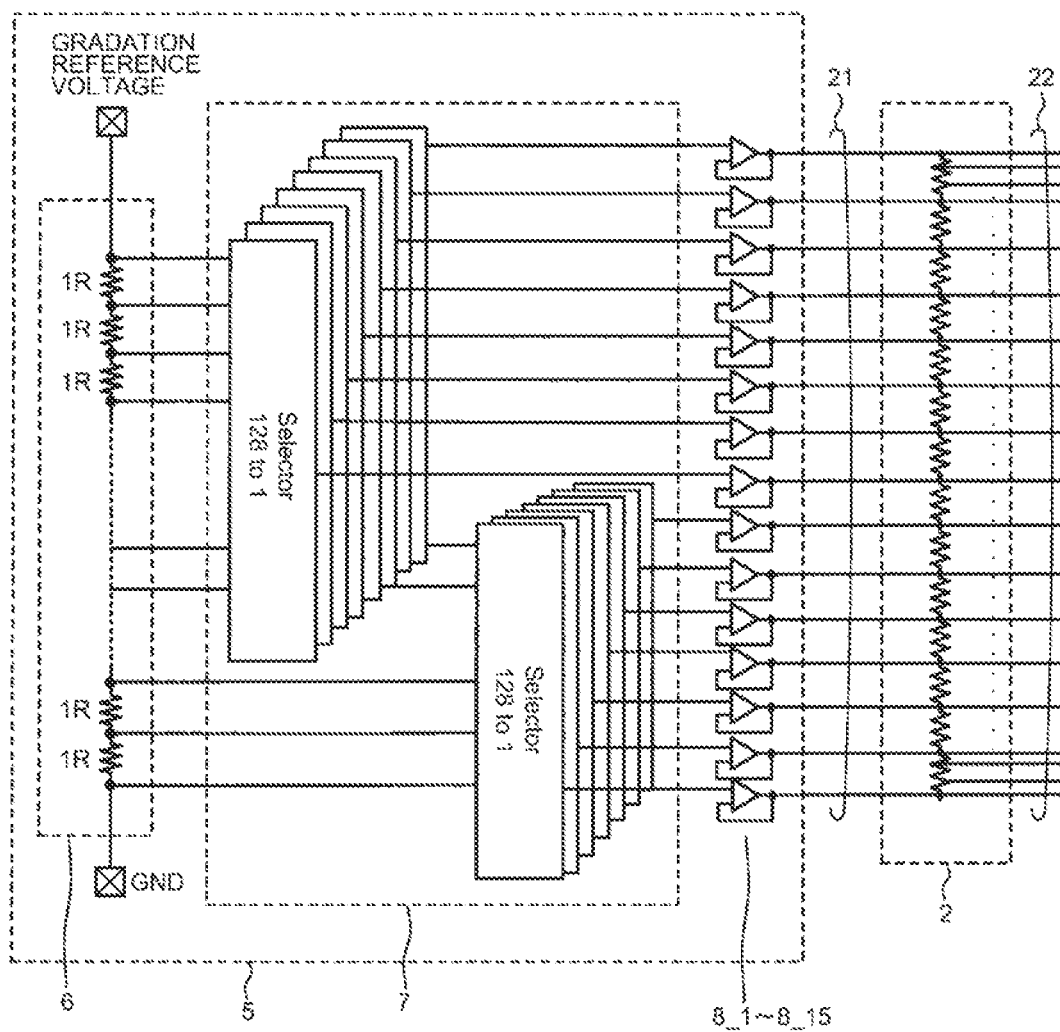 GRADATION
REFERENCE
VOLTAGE
21
22
1R
1R
1R
Selector
128 to 1
Selector
128 to 1
1R
1R
GND
2
6
5
7
8_1~8_15